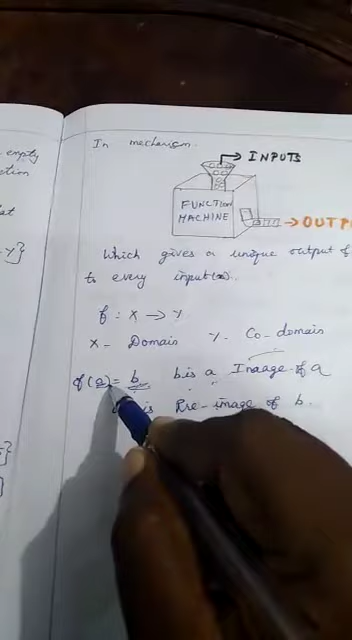 empty
In mechanism.
INPUTS
FUNCTION
MACHINE
OUTP
Which gives a unique output of
to every input(x).
f : X → Y
X - Domain Y - Co-domain
f(a) = b b is a Image of a
is Pre-image of b.